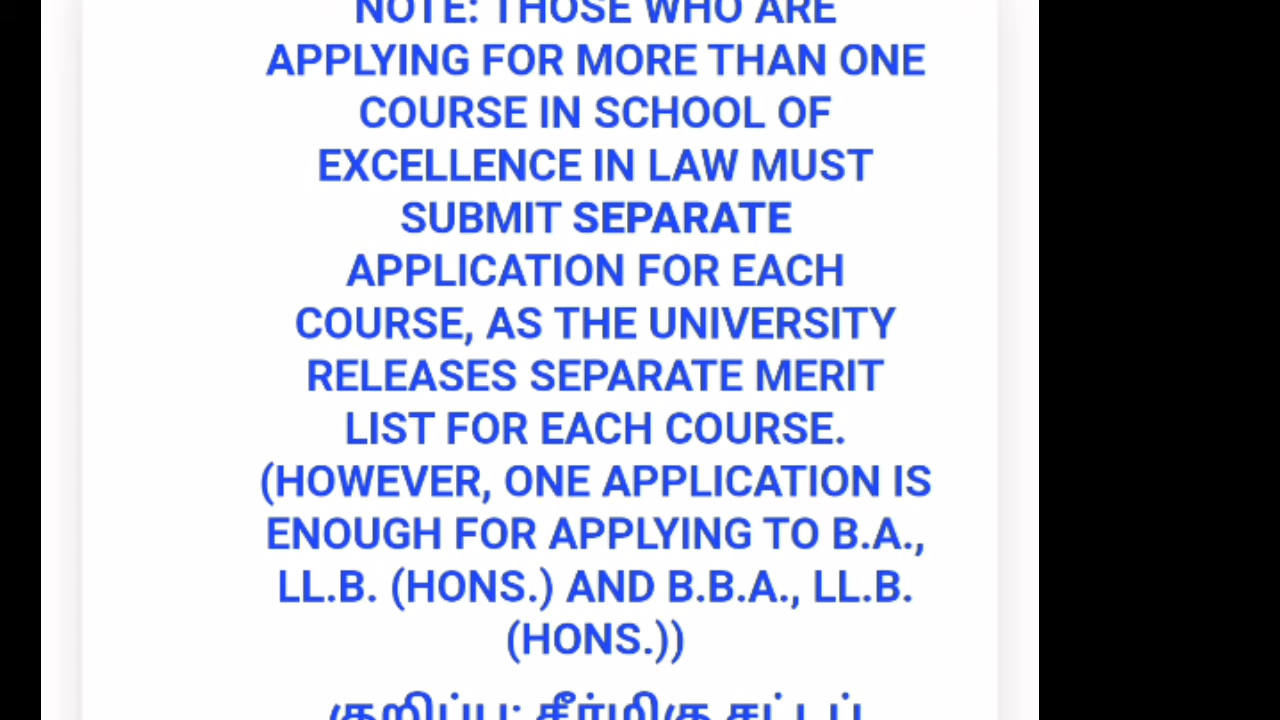 NOTE: THOSE WHO ARE
APPLYING FOR MORE THAN ONE
COURSE IN SCHOOL OF
EXCELLENCE IN LAW MUST
SUBMIT SEPARATE
APPLICATION FOR EACH
COURSE, AS THE UNIVERSITY
RELEASES SEPARATE MERIT
LIST FOR EACH COURSE.
(HOWEVER, ONE APPLICATION IS
ENOUGH FOR APPLYING TO B.A.,
LL.B. (HONS.) AND B.B.A., LL.B.
(HONS.))
குறிப்பு: சீர்மிகு சட்டப்